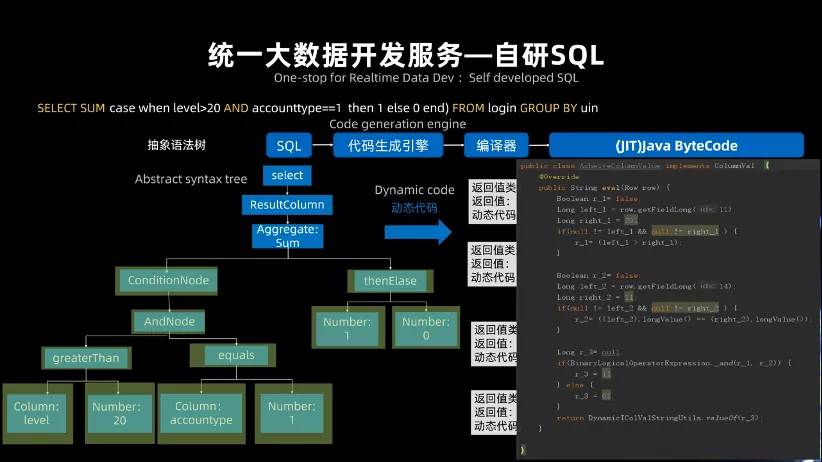 统一大数据开发服务—自研SQL
One-stop for Realtime Data Dev： Self developed SQL
SELECT SUM case when level>20 AND accounttype==1 then 1 else 0 end) FROM login GROUP BY uin
Code generation engine
抽象语法树
SQL
代码生成引擎
编译器
(JIT)Java ByteCode
Abstract syntax tree
select
ResultColumn
Aggregate:
Sum
Dynamic code
动态代码
ConditionNode
thenElase
AndNode
Number:
1
Number:
0
greaterThan
equals
Column:
level
Number:
20
Column:
accountype
Number:
1
返回值类
返回值:
动态代码
返回值类
返回值:
动态代码
返回值类
返回值:
动态代码
返回值类
返回值:
动态代码
public class AcheiveColumnValue implements ColumnVal {
@Override
public String eval(Row row) {
Boolean r_1= false;
Long left_1 = row.getFieldLong( idx: 11)
Long right_1 = 20l;
if(null != left_1 && null != right_1 ) {
r_1= (left_1 > right_1);
}
Boolean r_2= false;
Long left_2 = row.getFieldLong( idx: 14);
Long right_2 = 1l;
if(null != left_2 && null != right_2 ) {
r_2= ((left_2).longValue() == (right_2).longValue());
}
Long r_3= null;
if(BinaryLogicalOperatorExpression._and(r_1, r_2)) {
r_3 = 1l
} else {
r_3 = 0l
}
return DynamicIColValStringUtils.valueOf(r_3);
}
}